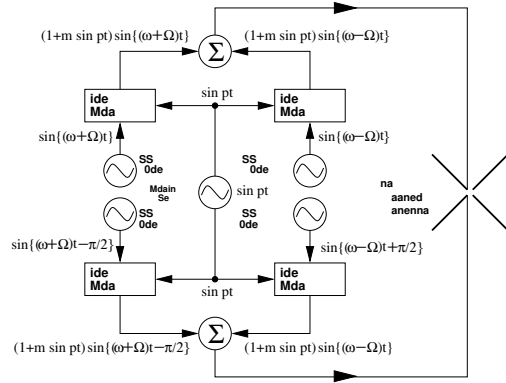 (1+m sin pt) sin{(ω+Ω)t}
(1+m sin pt) sin{(ω−Ω)t}
Σ
ide
Mda
sin pt
ide
Mda
sin{(ω+Ω)t}
sin{(ω−Ω)t}
SS
0de
SS
0de
Mdain
Se
sin pt
SS
0de
SS
0de
na
aaned
anenna
sin{(ω+Ω)t−π/2}
sin{(ω−Ω)t+π/2}
ide
Mda
sin pt
ide
Mda
Σ
(1+m sin pt) sin{(ω+Ω)t−π/2}
(1+m sin pt) sin{(ω−Ω)t}